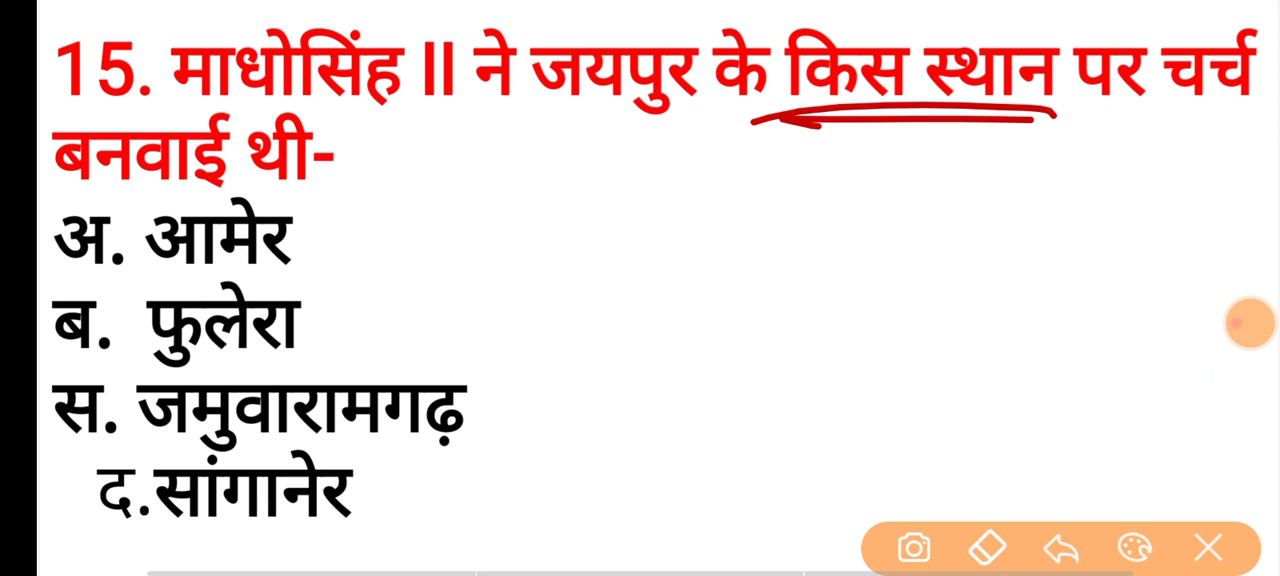 15. माधोसिंह II ने जयपुर के किस स्थान पर चर्च
बनवाई थी-
अ. आमेर
ब. फुलेरा
स. जमुवारामगढ़
द.सांगानेर